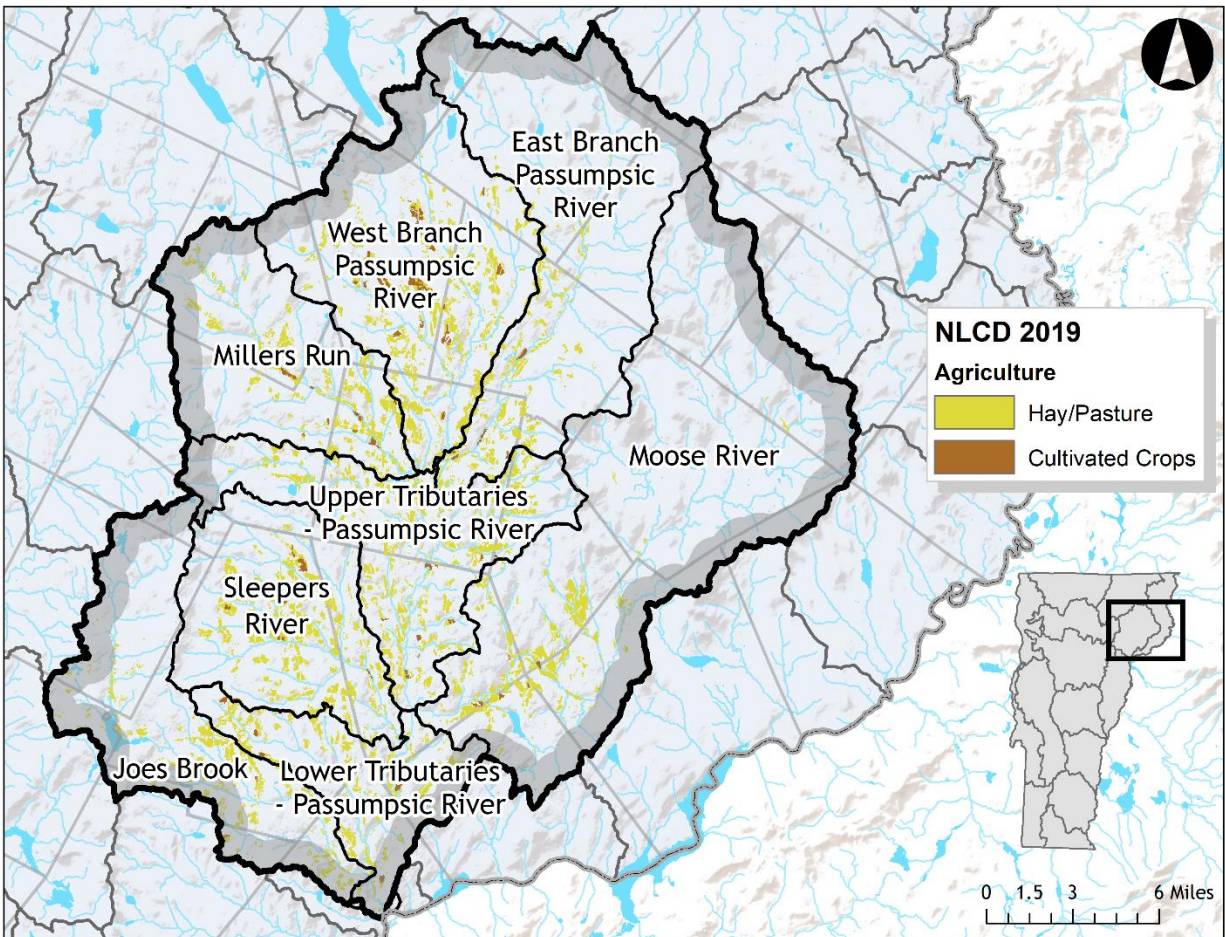 East Branch
Passumpsic
River
West Branch
Passumpsic
River
Millers Run
Moose River
Upper Tributaries
- Passumpsic River
Sleepers
River
Joes Brook
Lower Tributaries
- Passumpsic River
NLCD 2019
Agriculture
Hay/Pasture
Cultivated Crops
0 1.5 3 6 Miles